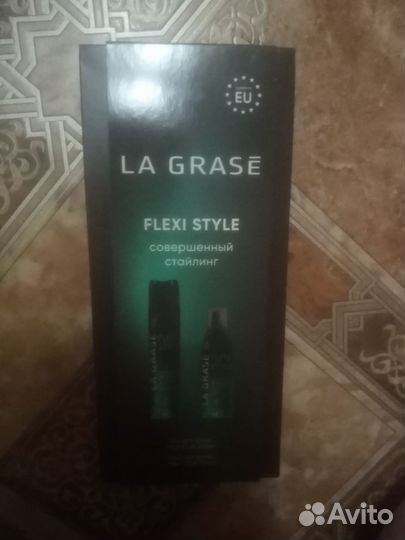 EU
LA GRASĒ
FLEXI STYLE
совершенный
стайлинг
LA GRASĒ
LA GRASĒ
Avito